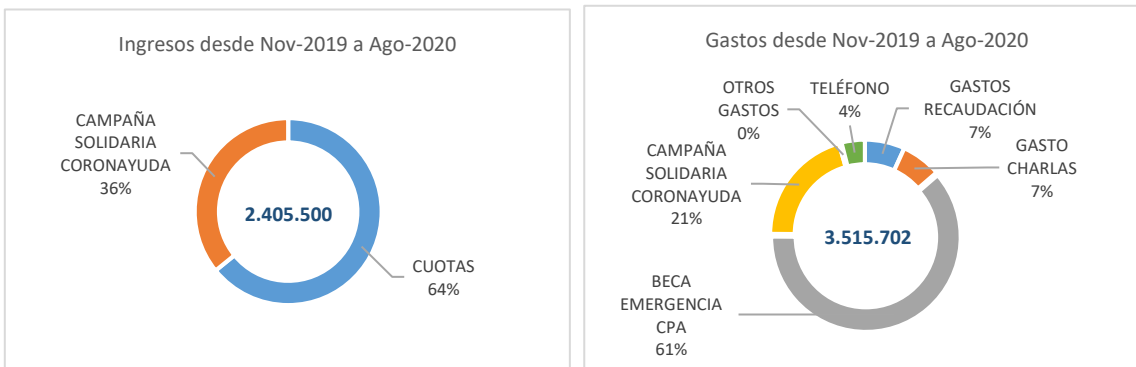 Ingresos desde Nov-2019 a Ago-2020
CAMPAÑA
SOLIDARIA
CORONAYUDA
36%
2.405.500
CUOTAS
64%
Gastos desde Nov-2019 a Ago-2020
OTROS
GASTOS
0%
TELÉFONO
4%
GASTOS
RECAUDACIÓN
7%
GASTO
CHARLAS
7%
CAMPAÑA
SOLIDARIA
CORONAYUDA
21%
3.515.702
BECA
EMERGENCIA
CPA
61%